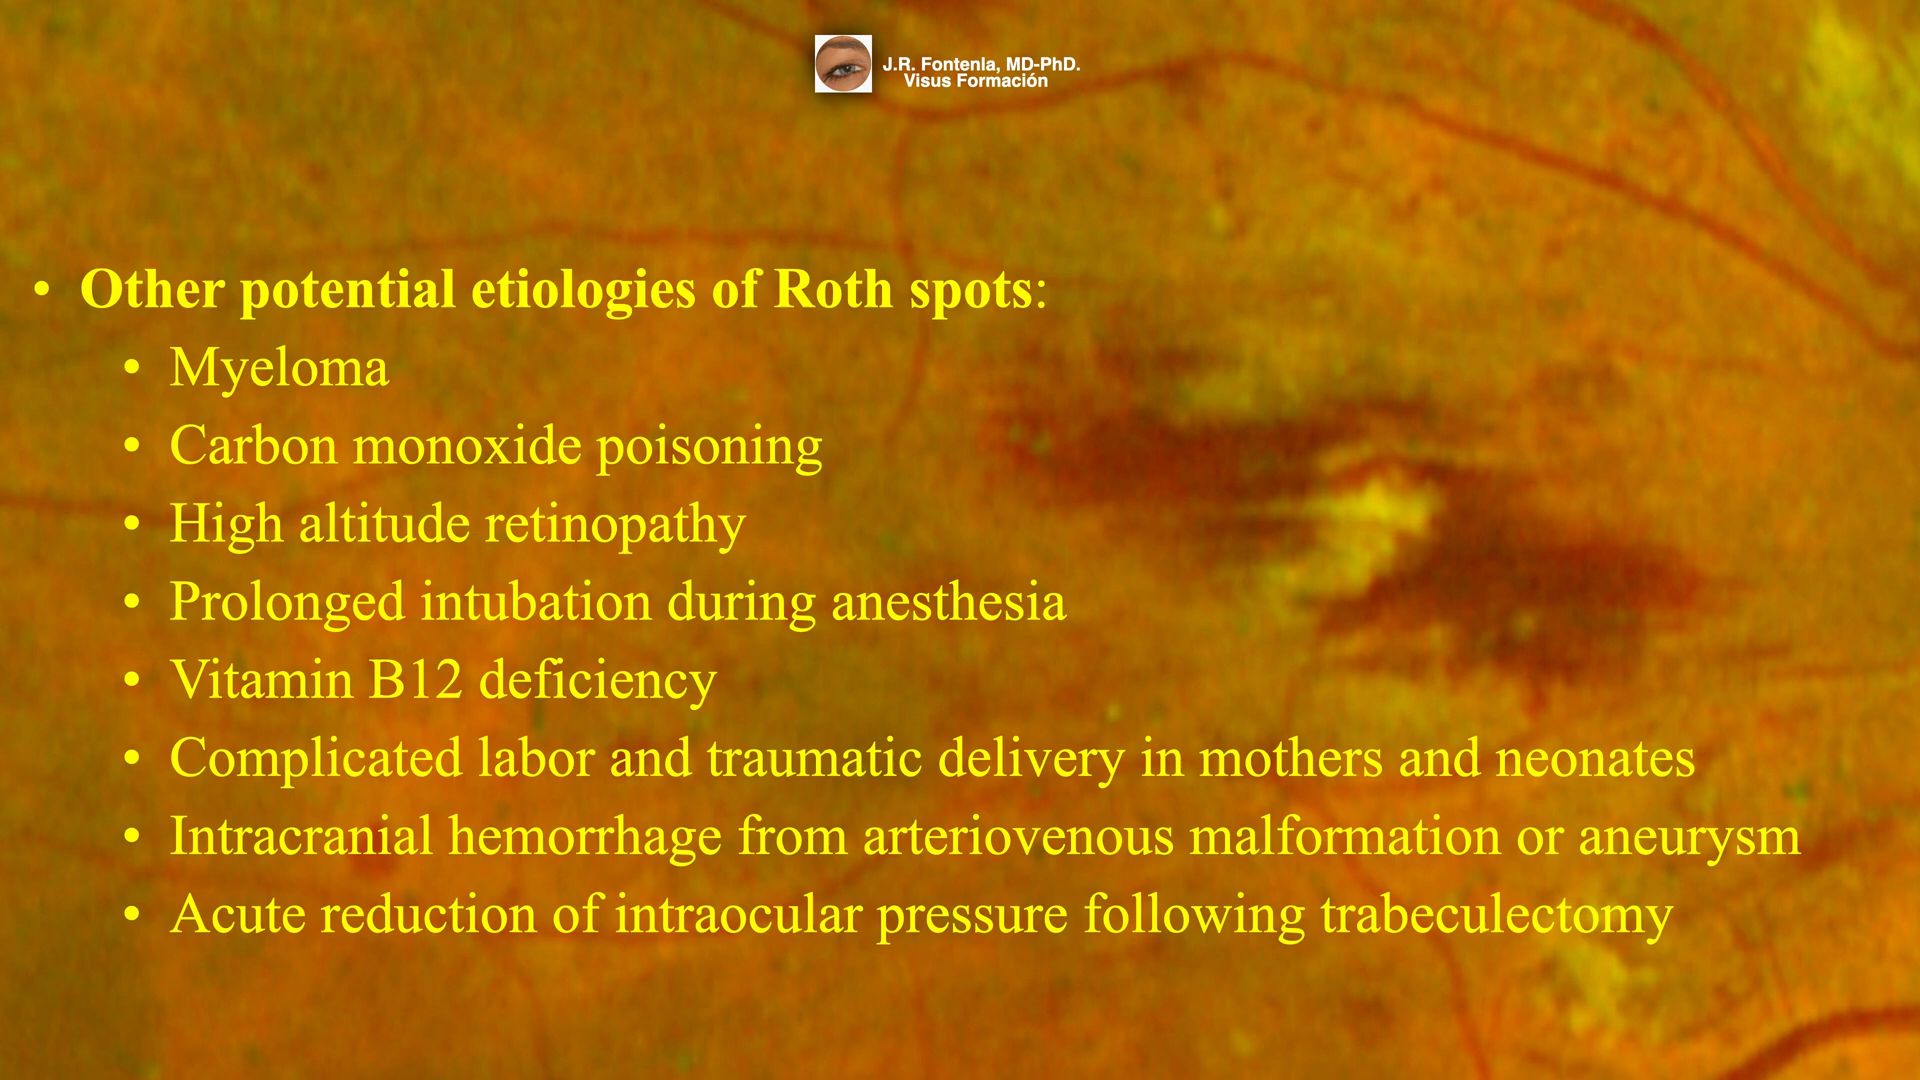 J.R. Fontenla, MD-PhD.
Visus Formación
• Other potential etiologies of Roth spots:
• Myeloma
• Carbon monoxide poisoning
• High altitude retinopathy
• Prolonged intubation during anesthesia
• Vitamin B12 deficiency
• Complicated labor and traumatic delivery in mothers and neonates
• Intracranial hemorrhage from arteriovenous malformation or aneurysm
• Acute reduction of intraocular pressure following trabeculectomy